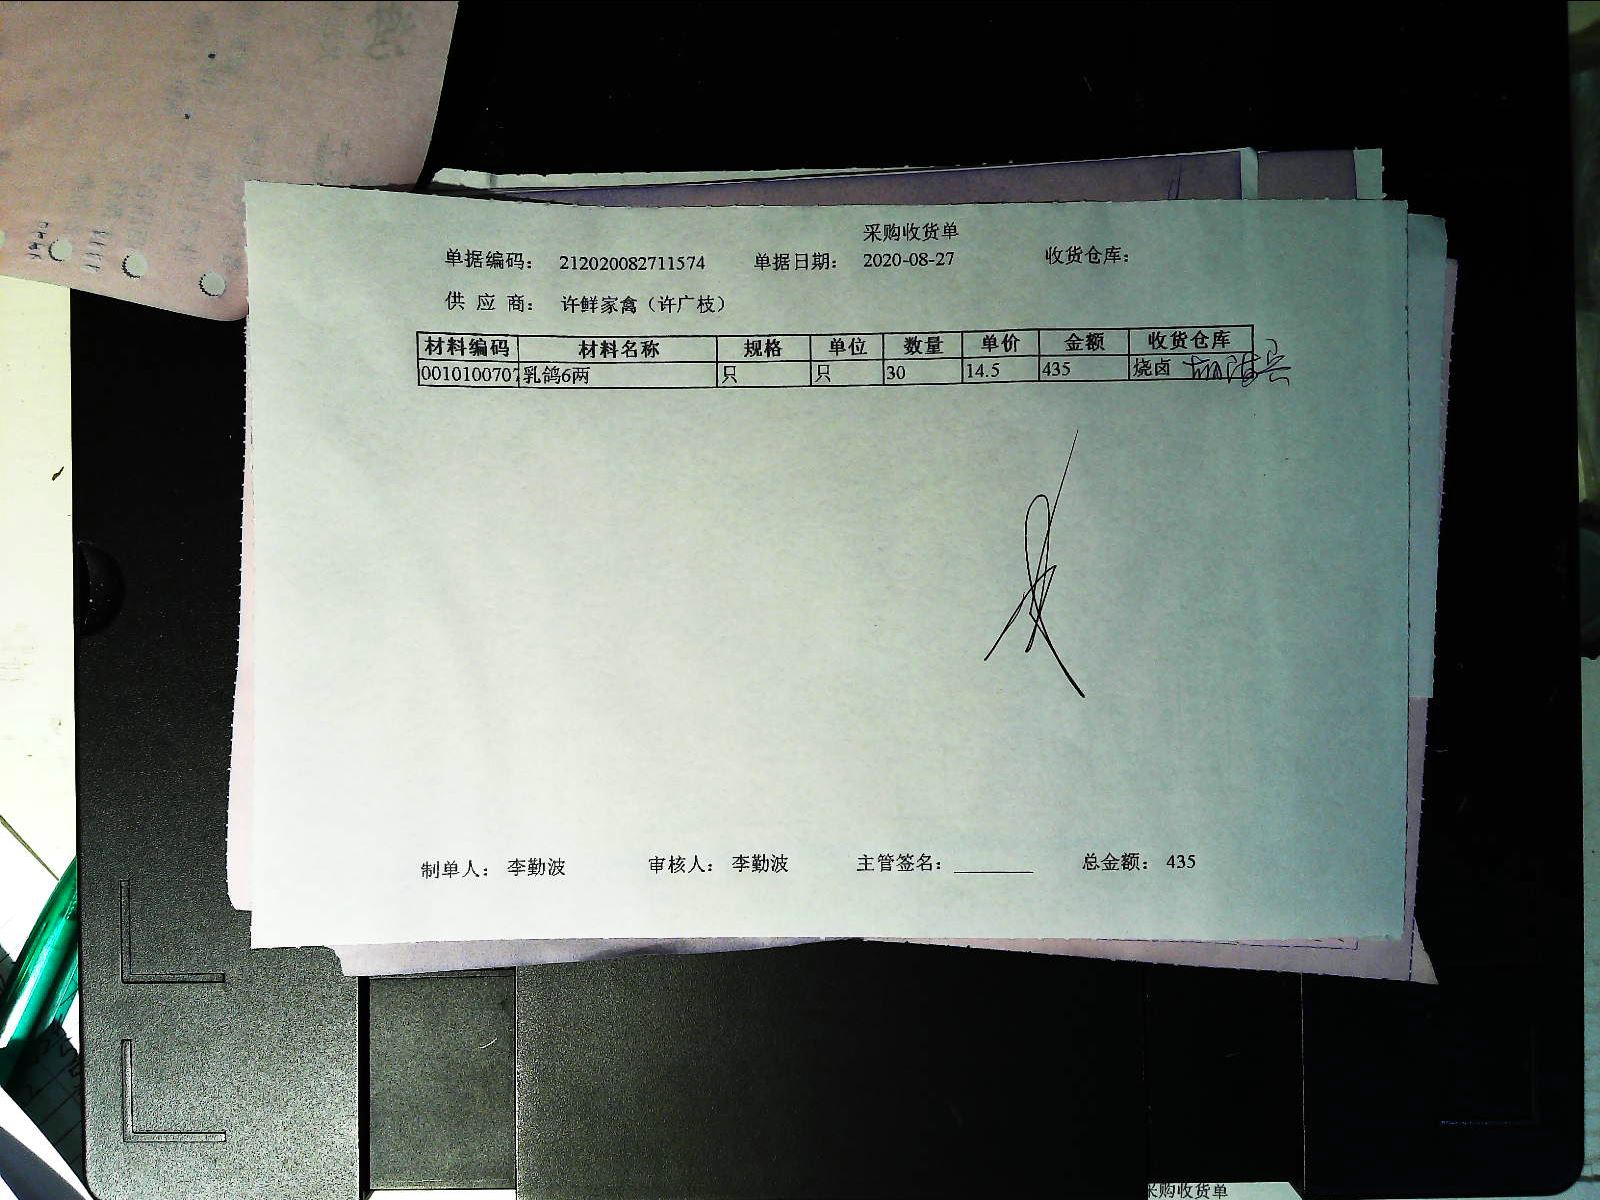 采购收货单
单据编码： 212020082711574 单据日期： 2020-08-27 收货仓库：
供 应 商： 许鲜家禽（许广枝）
材料编码 材料名称 规格 单位 数量 单价 金额 收货仓库
0010100707 乳鸽6两 只 只 30 14.5 435 烧卤
制单人： 李勤波 审核人： 李勤波 主管签名： 总金额： 435
采购收货单